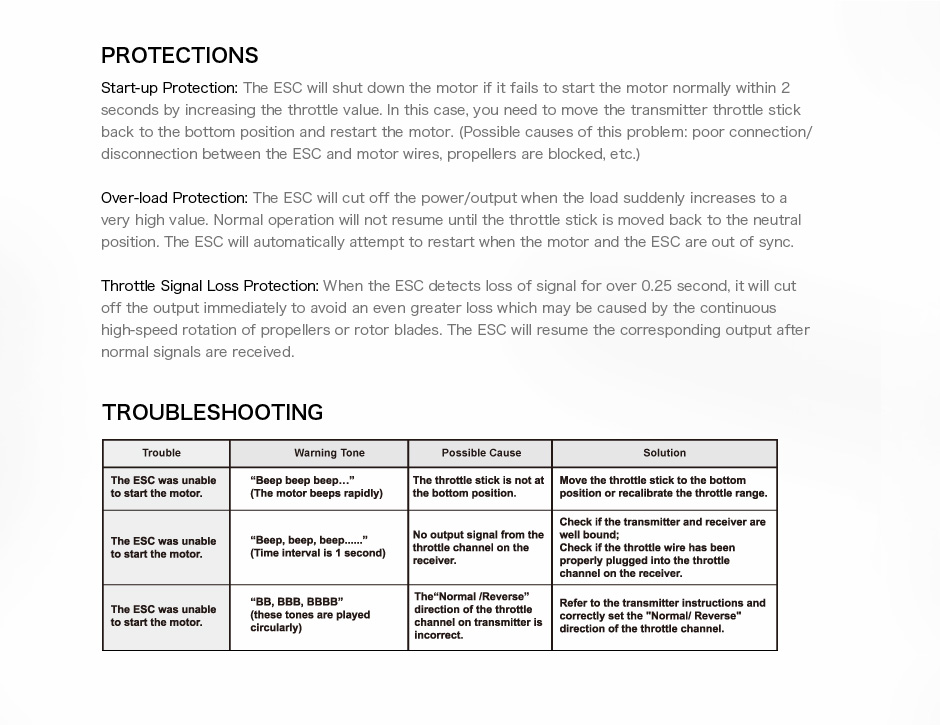 PROTECTIONS
Start-up Protection: The ESC will shut down the motor if it fails to start the motor normally within 2
seconds by increasing the throttle value. In this case, you need to move the transmitter throttle stick
back to the bottom position and restart the motor. (Possible causes of this problem: poor connection/
disconnection between the ESC and motor wires, propellers are blocked, etc.)
Over-load Protection: The ESC will cut off the power/output when the load suddenly increases to a
very high value. Normal operation will not resume until the throttle stick is moved back to the neutral
position. The ESC will automatically attempt to restart when the motor and the ESC are out of sync.
Throttle Signal Loss Protection: When the ESC detects loss of signal for over 0.25 second, it will cut
off the output immediately to avoid an even greater loss which may be caused by the continuous
high-speed rotation of propellers or rotor blades. The ESC will resume the corresponding output after
normal signals are received.
TROUBLESHOOTING
Trouble Warning Tone Possible Cause Solution
The ESC was unable
to start the motor.
“Beep beep beep…”
(The motor beeps rapidly)
The throttle stick is not at
the bottom position.
Move the throttle stick to the bottom
position or recalibrate the throttle range.
The ESC was unable
to start the motor.
“Beep, beep, beep......”
(Time interval is 1 second)
No output signal from the
throttle channel on the
receiver.
Check if the transmitter and receiver are
well bound;
Check if the throttle wire has been
properly plugged into the throttle
channel on the receiver.
The ESC was unable
to start the motor.
“BB, BBB, BBBB”
(these tones are played
circularly)
The“Normal /Reverse”
direction of the throttle
channel on transmitter is
incorrect.
Refer to the transmitter instructions and
correctly set the "Normal/ Reverse"
direction of the throttle channel.